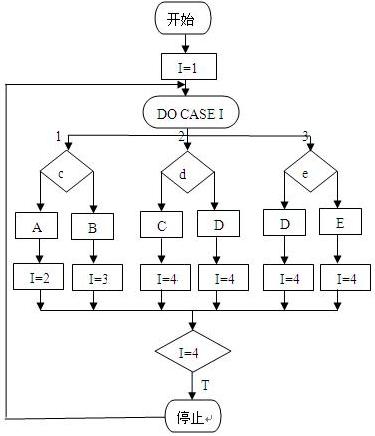 开始
I=1
DO CASE I
1 2 3
c d e
A B C D D E
I=2 I=3 I=4 I=4 I=4 I=4
I=4
T
停止↵